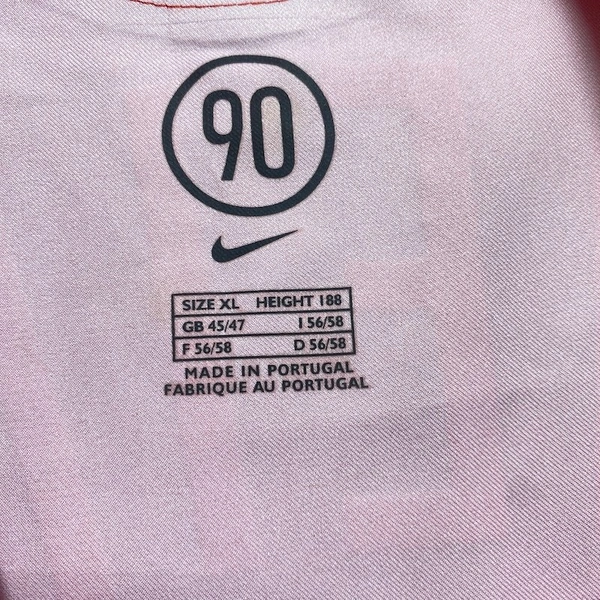 90
SIZE XL HEIGHT 188
GB 45/47 I 56/58
F 56/58 D 56/58
MADE IN PORTUGAL
FABRIQUE AU PORTUGAL